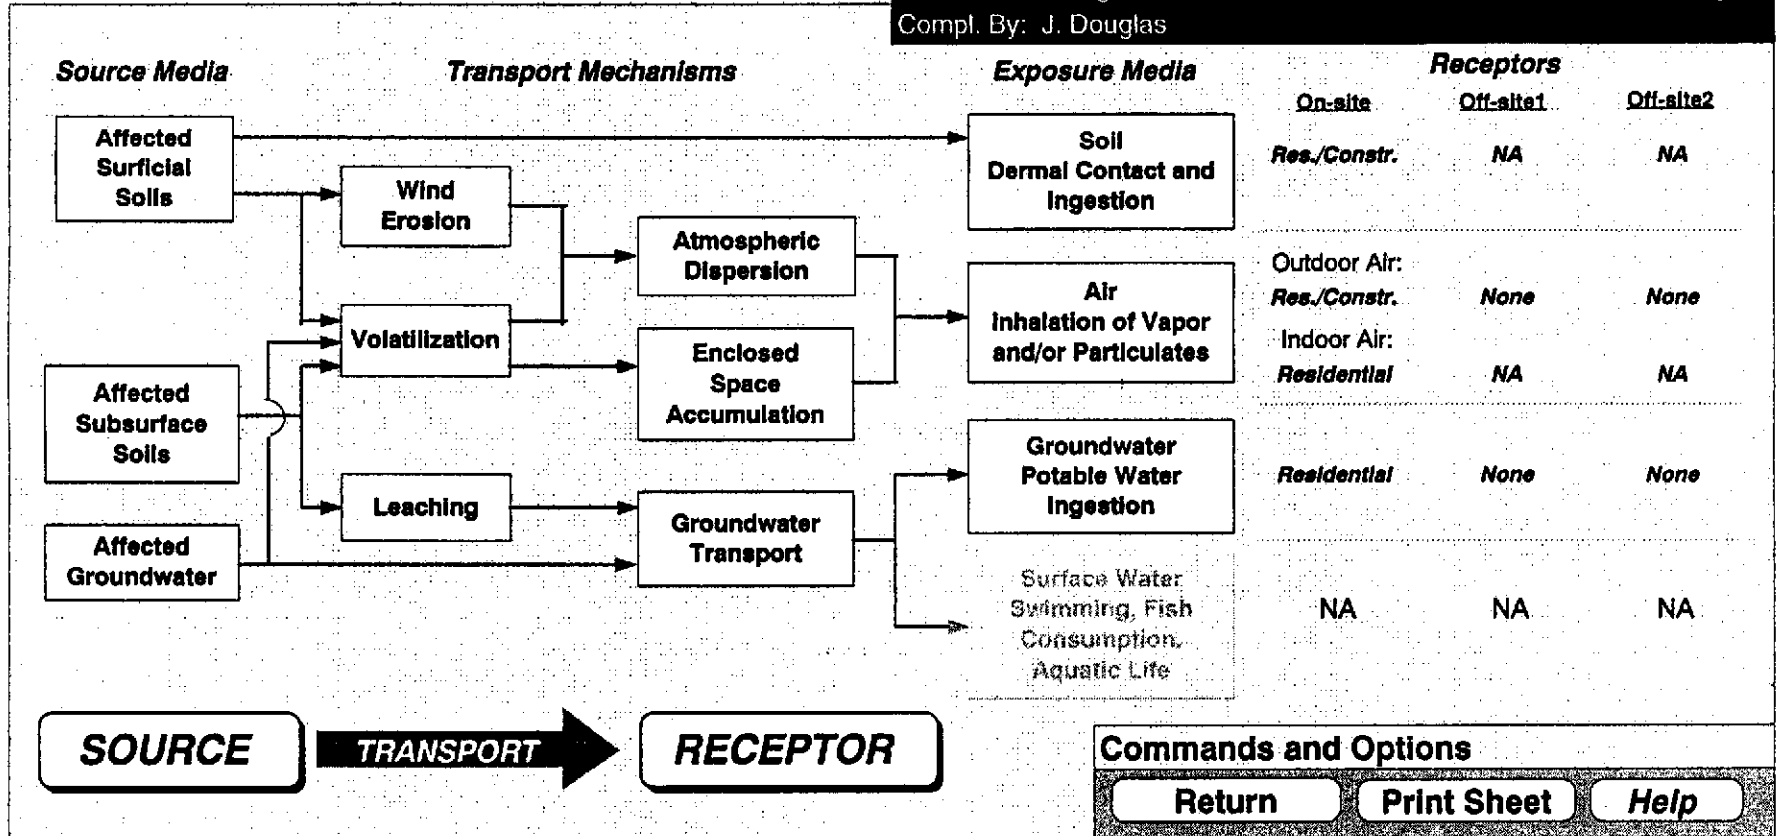 Compl. By: J. Douglas
Source Media
Transport Mechanisms
Exposure Media
Receptors
On-site
Off-site1
Off-site2
Affected
Surficial
Soils
Wind
Erosion
Volatilization
Affected
Subsurface
Soils
Leaching
Affected
Groundwater
Atmospheric
Dispersion
Enclosed
Space
Accumulation
Groundwater
Transport
Soil
Dermal Contact and
Ingestion
Res./Constr.
NA
NA
Air
Inhalation of Vapor
and/or Particulates
Outdoor Air:
Res./Constr.
None
None
Indoor Air:
Residential
NA
NA
Groundwater
Potable Water
Ingestion
Residential
None
None
Surface Water
Swimming, Fish
Consumption,
Aquatic Life
NA
NA
NA
SOURCE
TRANSPORT
RECEPTOR
Commands and Options
Return
Print Sheet
Help